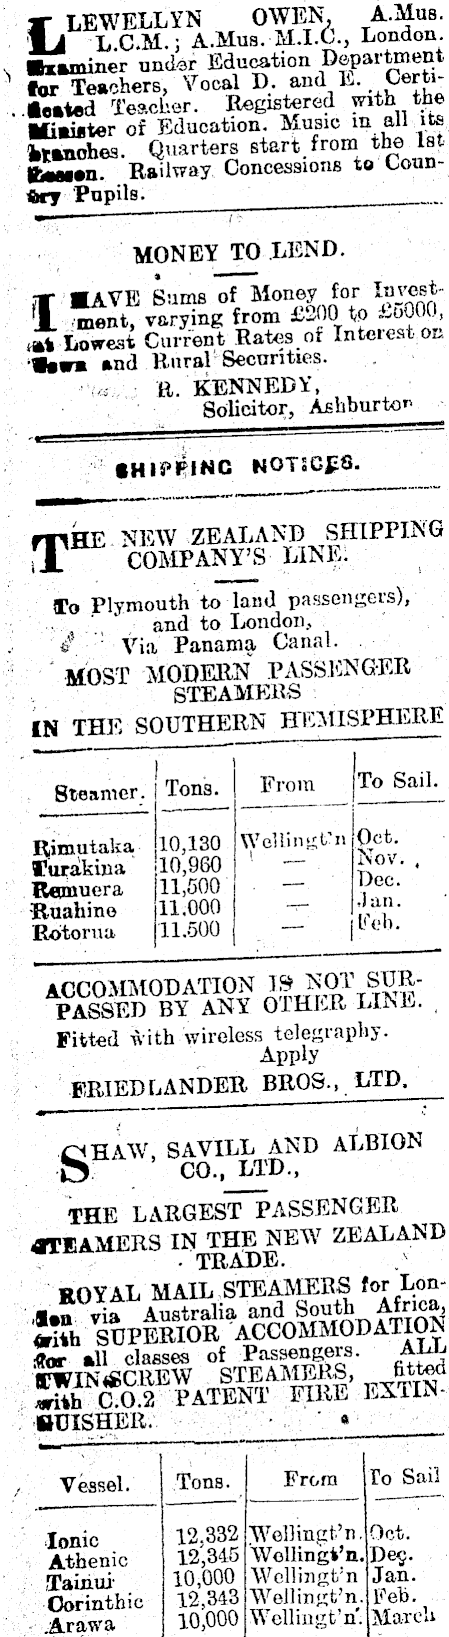 LLEWELLYN OWEN, A.Mus.
L.C.M.; A.Mus. M.I.C., London.
Examiner under Education Department
for Teachers, Vocal D. and E. Certi-
ficated Teacher. Registered with the
Minister of Education. Music in all its
branches. Quarters start from the 1st
Lesson. Railway Concessions to Coun-
try Pupils.
MONEY TO LEND.
I HAVE Sums of Money for Invest-
ment, varying from £200 to £5000,
at Lowest Current Rates of Interest on
Town and Rural Securities.
R. KENNEDY,
Solicitor, Ashburton
SHIPPING NOTICES.
THE NEW ZEALAND SHIPPING
COMPANY'S LINE.
To Plymouth to land passengers),
and to London,
Via Panama Canal.
MOST MODERN PASSENGER
STEAMERS
IN THE SOUTHERN HEMISPHERE
Steamer. Tons. From To Sail.
Rimutaka 10,130 Wellingt'n Oct.
Turakina 10,960 — Nov.
Remuera 11,500 — Dec.
Ruahine 11.000 — Jan.
Rotorua 11.500 — Feb.
ACCOMMODATION IS NOT SUR-
PASSED BY ANY OTHER LINE.
Fitted with wireless telegraphy.
Apply
FRIEDLANDER BROS., LTD.
SHAW, SAVILL AND ALBION
CO., LTD.,
THE LARGEST PASSENGER
STEAMERS IN THE NEW ZEALAND
TRADE.
ROYAL MAIL STEAMERS for Lon-
don via Australia and South Africa,
with SUPERIOR ACCOMMODATION
for all classes of Passengers. ALL
TWIN-SCREW STEAMERS, fitted
with C.O.2 PATENT FIRE EXTIN-
GUISHER.
Vessel. Tons. From To Sail
Ionic 12,332 Wellingt'n. Oct.
Athenic 12,345 Wellingt'n. Dec.
Tainui 10,000 Wellingt'n Jan.
Corinthic 12,343 Wellingt'n. Feb.
Arawa 10,000 Wellingt'n. March